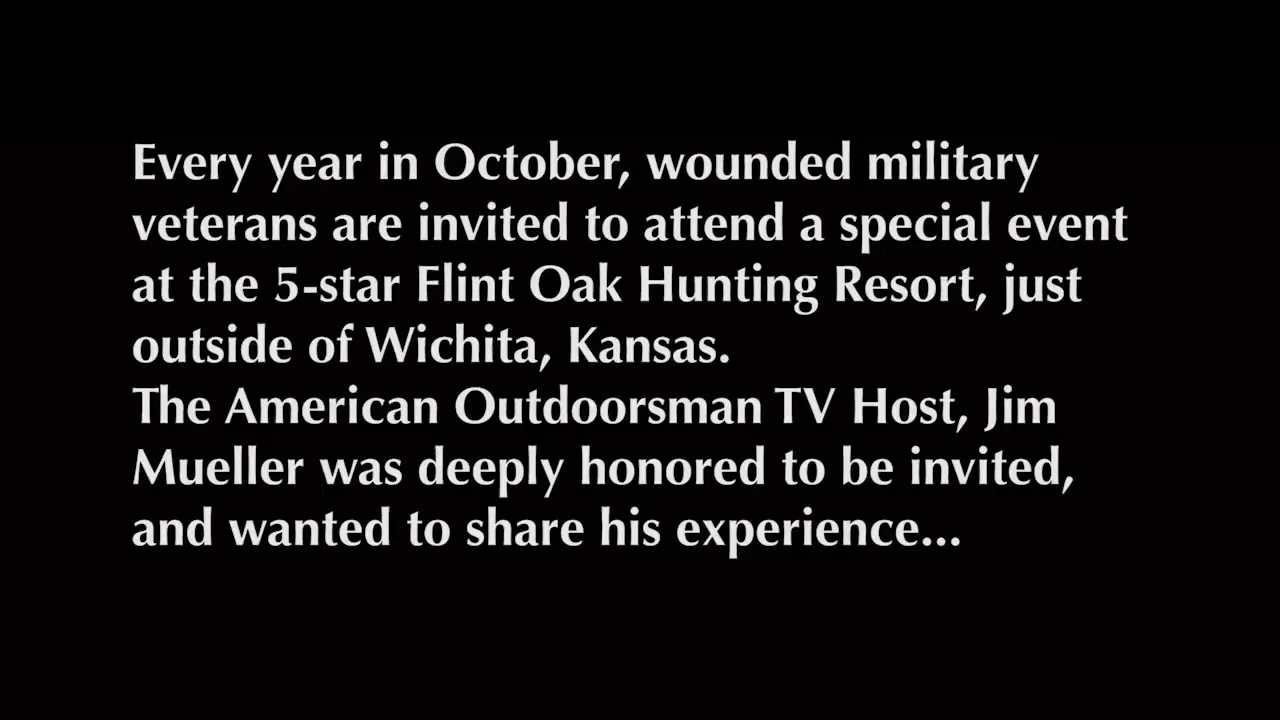 Every year in October, wounded military
veterans are invited to attend a special event
at the 5-star Flint Oak Hunting Resort, just
outside of Wichita, Kansas.
The American Outdoorsman TV Host, Jim
Mueller was deeply honored to be invited,
and wanted to share his experience...